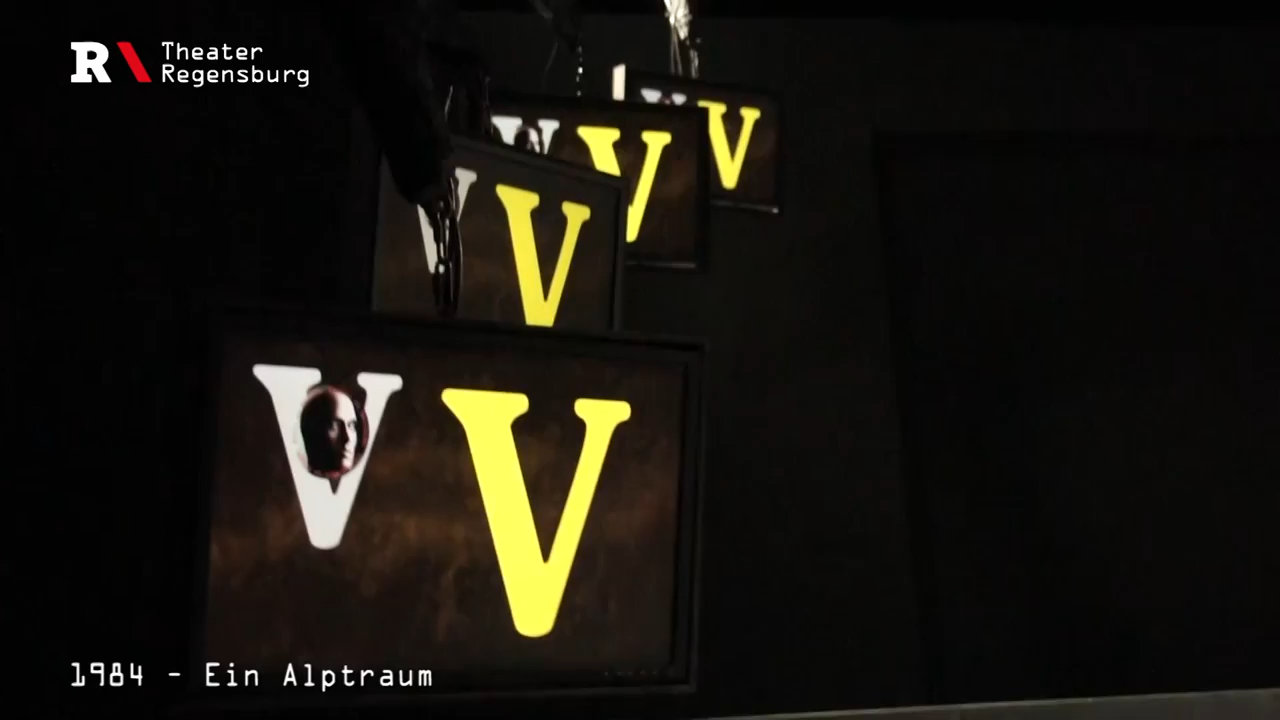 R\ Theater
Regensburg
V V
V V
V V
V V
1984 - Ein Alptraum